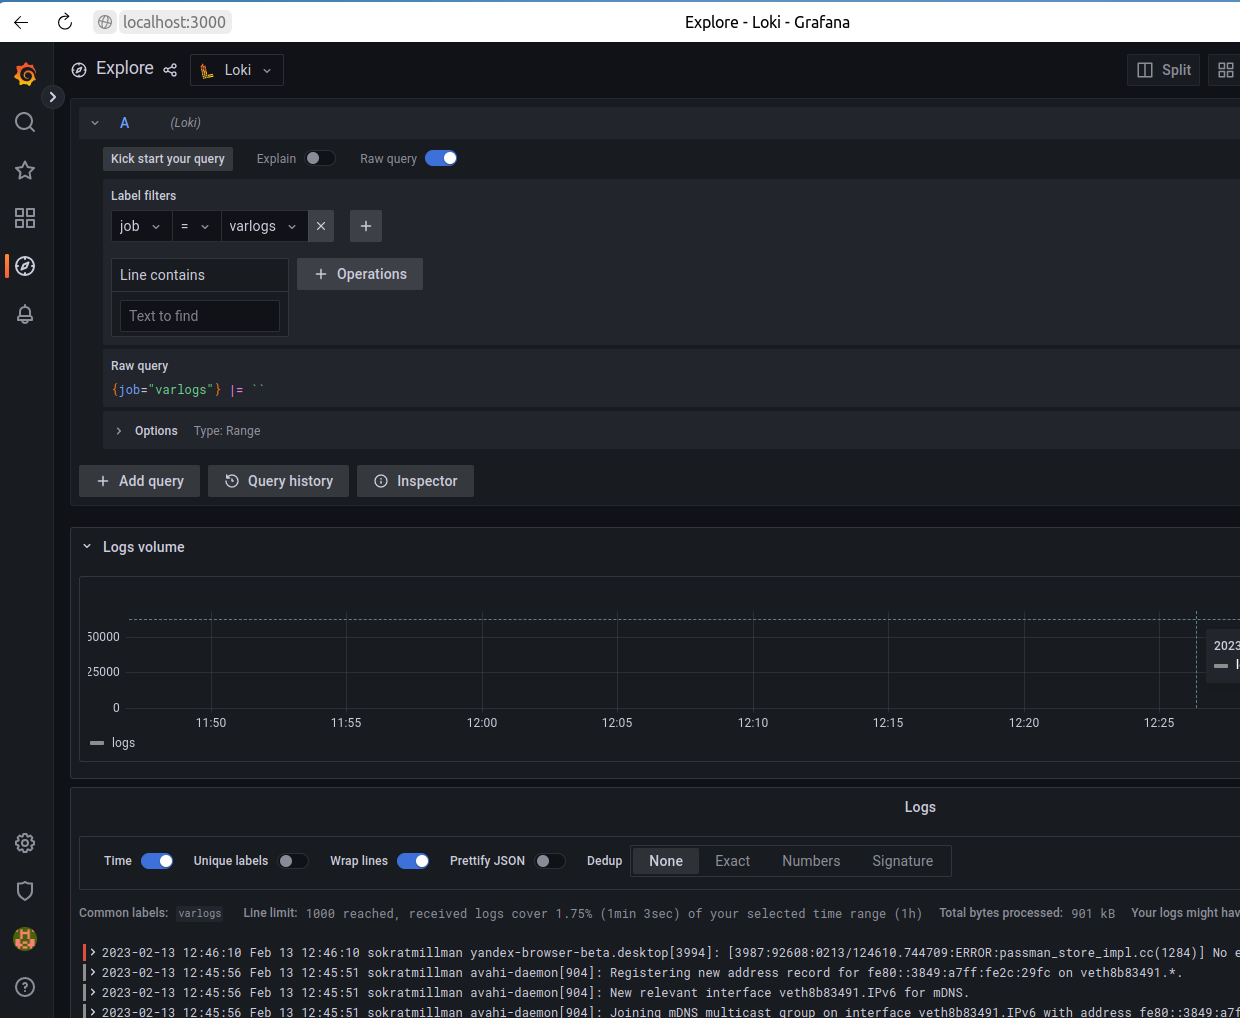 localhost:3000
Explore - Loki - Grafana
Explore
Loki
Split
A (Loki)
Kick start your query Explain Raw query
Label filters
job = varlogs
Line contains
+ Operations
Text to find
Raw query
{job="varlogs"} |= ``
Options Type: Range
+ Add query Query history Inspector
Logs volume
50000
25000
0
2023
11:50 11:55 12:00 12:05 12:10 12:15 12:20 12:25
logs
Logs
Time Unique labels Wrap lines Prettify JSON Dedup None Exact Numbers Signature
Common labels: varlogs Line limit: 1000 reached, received logs cover 1.75% (1min 3sec) of your selected time range (1h) Total bytes processed: 901 kB Your logs might hav
2023-02-13 12:46:10 Feb 13 12:46:10 sokratmillman yandex-browser-beta.desktop[3994]: [3987:92608:0213/124610.744709:ERROR:passman_store_impl.cc(1284)] No e
2023-02-13 12:45:56 Feb 13 12:45:51 sokratmillman avahi-daemon[904]: Registering new address record for fe80::3849:a7ff:fe2c:29fc on veth8b83491.*.
2023-02-13 12:45:56 Feb 13 12:45:51 sokratmillman avahi-daemon[904]: New relevant interface veth8b83491.IPv6 for mDNS.
2023-02-13 12:45:56 Feb 13 12:45:51 sokratmillman avahi-daemon[904]: Joining mDNS multicast group on interface veth8b83491.IPv6 with address fe80::3849:a7f